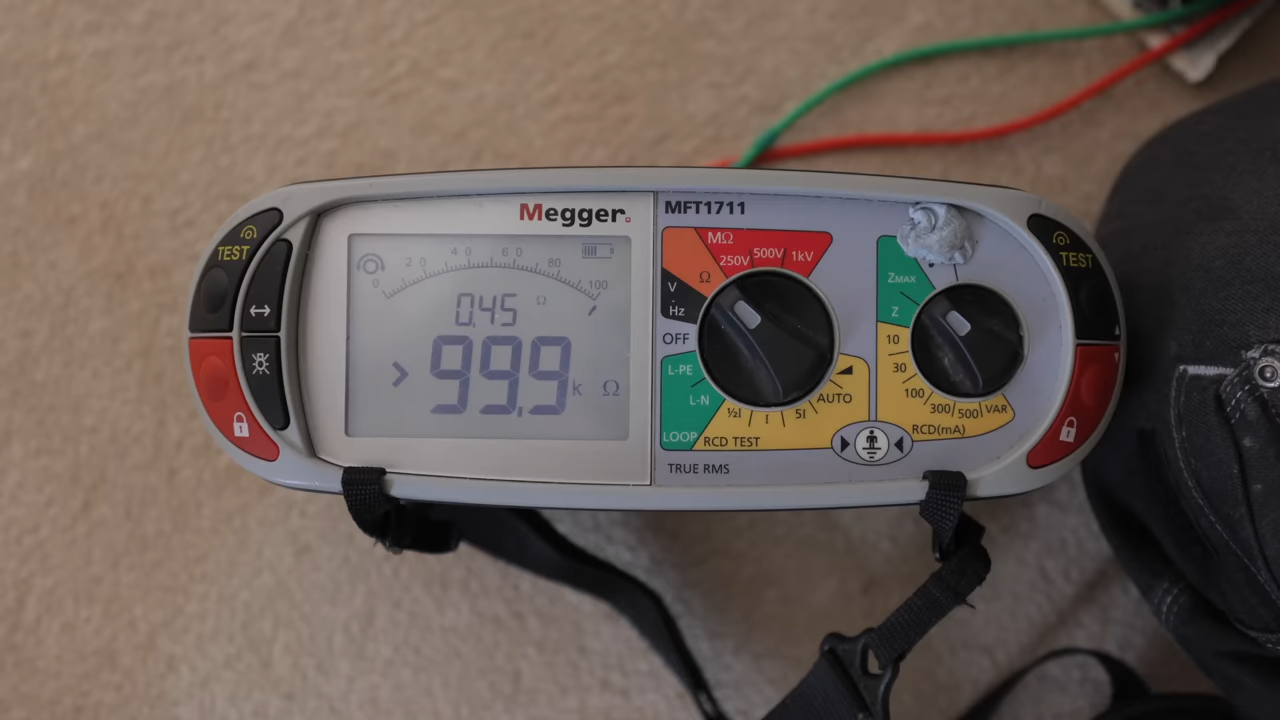 Megger.
MFT1711
TEST
0 20 40 60 80 100
0.45 Ω
> 99.9 k Ω
MΩ
250V 500V 1kV
Ω
V
Hz
OFF
L-PE
L-N
LOOP
RCD TEST
½I I 5I AUTO
TRUE RMS
ZMAX
Z
10
30
100
300
500
VAR
RCD(mA)
TEST